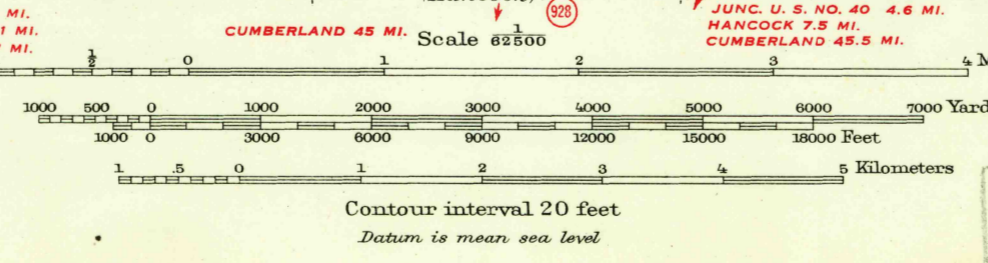 MI.
1 MI.
MI.
CUMBERLAND 45 MI.
928
JUNC. U. S. NO. 40 4.6 MI.
HANCOCK 7.5 MI.
CUMBERLAND 45.5 MI.
Scale 1/62500
1/2 0 1 2 3 4 M
1000 500 0 1000 2000 3000 4000 5000 6000 7000 Yard
1000 0 3000 6000 9000 12000 15000 18000 Feet
1 .5 0 1 2 3 4 5 Kilometers
Contour interval 20 feet
Datum is mean sea level